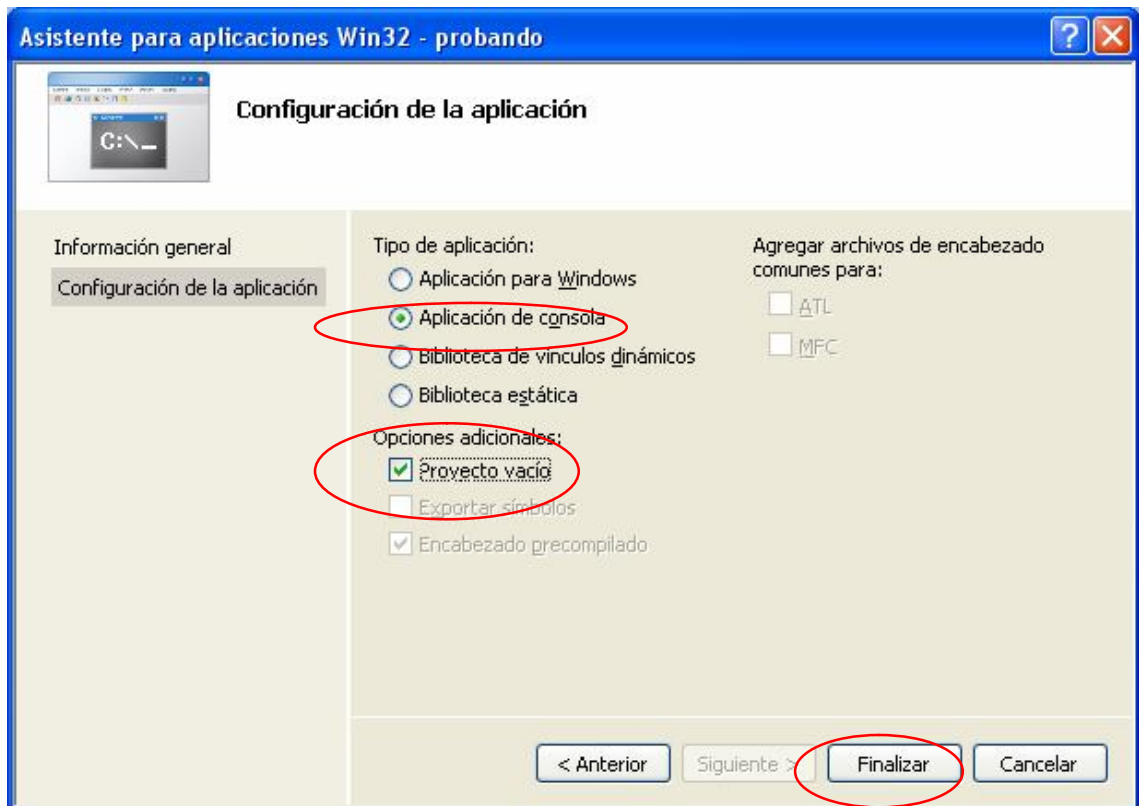 Asistente para aplicaciones Win32 - probando
C:\_
Configuración de la aplicación
Información general
Configuración de la aplicación
Tipo de aplicación:
Aplicación para Windows
Aplicación de consola
Biblioteca de vínculos dinámicos
Biblioteca estática
Opciones adicionales:
Proyecto vacío
Exportar símbolos
Encabezado precompilado
Agregar archivos de encabezado
comunes para:
ATL
MFC
< Anterior
Siguiente >
Finalizar
Cancelar